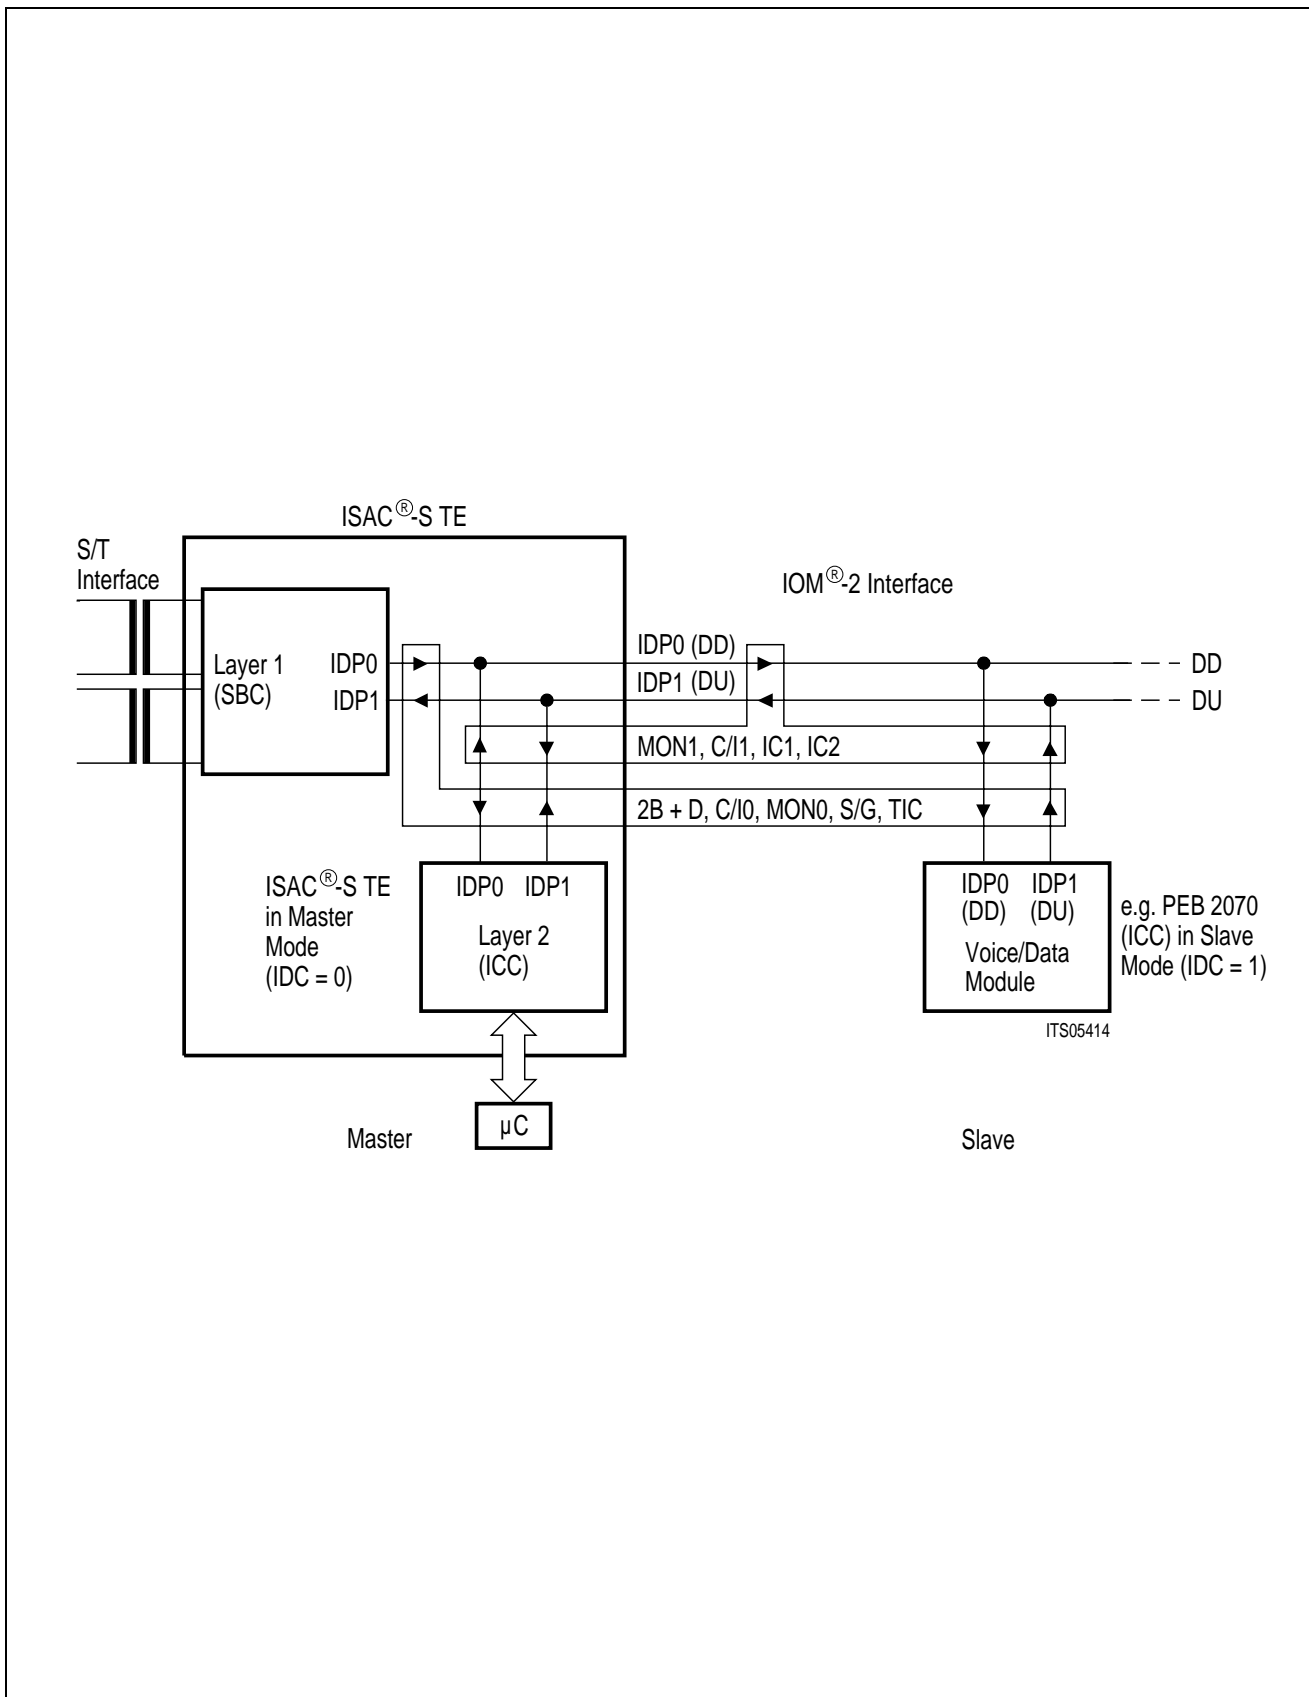 ISAC®-S TE
S/T
Interface
IOM®-2 Interface
Layer 1
(SBC)
IDP0
IDP1
IDP0 (DD)
IDP1 (DU)
DD
DU
MON1, C/I1, IC1, IC2
2B + D, C/I0, MON0, S/G, TIC
ISAC®-S TE
in Master
Mode
(IDC = 0)
IDP0 IDP1
Layer 2
(ICC)
IDP0 IDP1
(DD) (DU)
Voice/Data
Module
e.g. PEB 2070
(ICC) in Slave
Mode (IDC = 1)
ITS05414
Master
µC
Slave